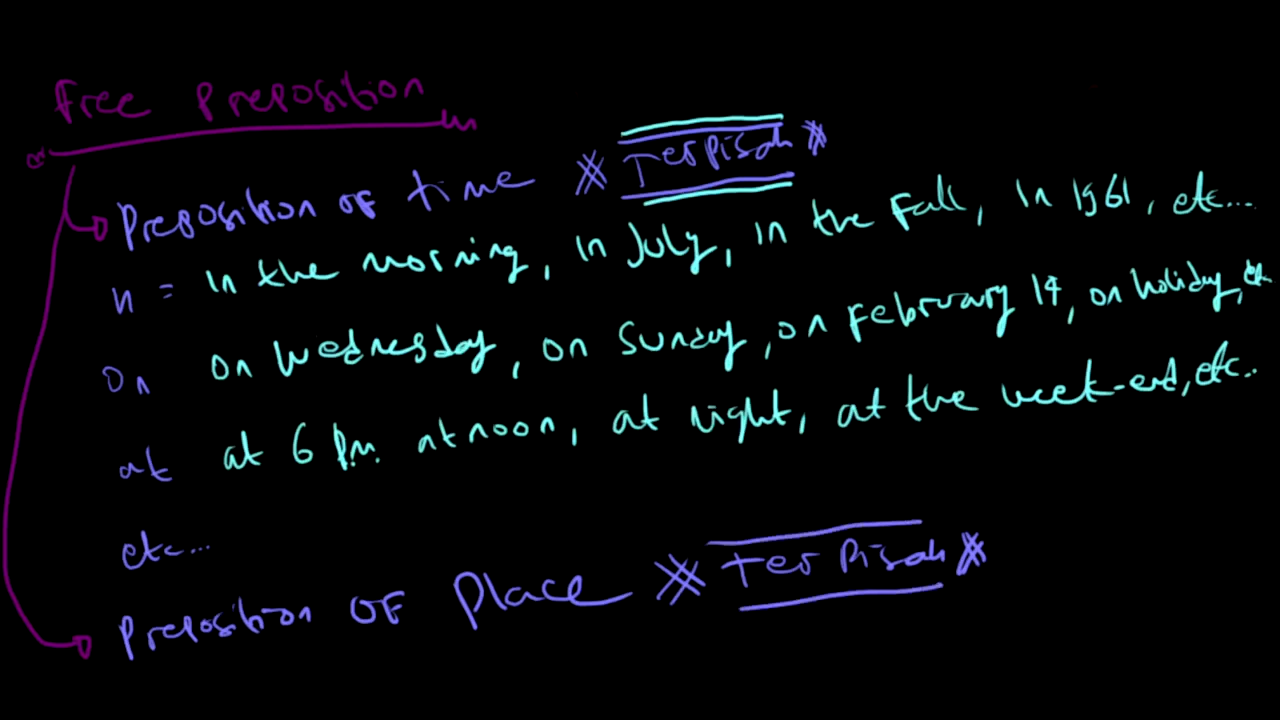 Free Preposition
Preposition of time * Terpisah *
in = in the morning, in July, in the Fall, in 1961, etc...
on on Wednesday, on Sunday, on February 14, on holiday, etc
at at 6 p.m. at noon, at night, at the week-end, etc..
etc...
Preposition OF Place * Terpisah *